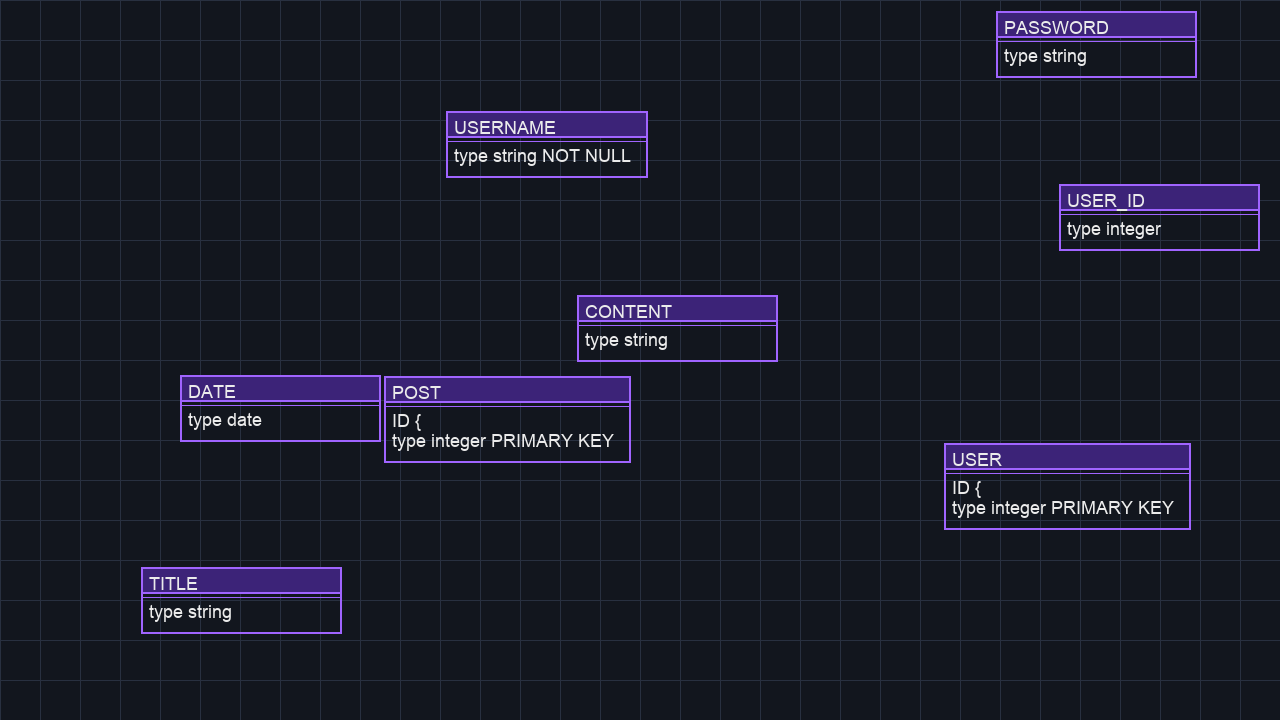 PASSWORD
type string
USERNAME
type string NOT NULL
USER_ID
type integer
CONTENT
type string
DATE
type date
POST
ID {
type integer PRIMARY KEY
USER
ID {
type integer PRIMARY KEY
TITLE
type string